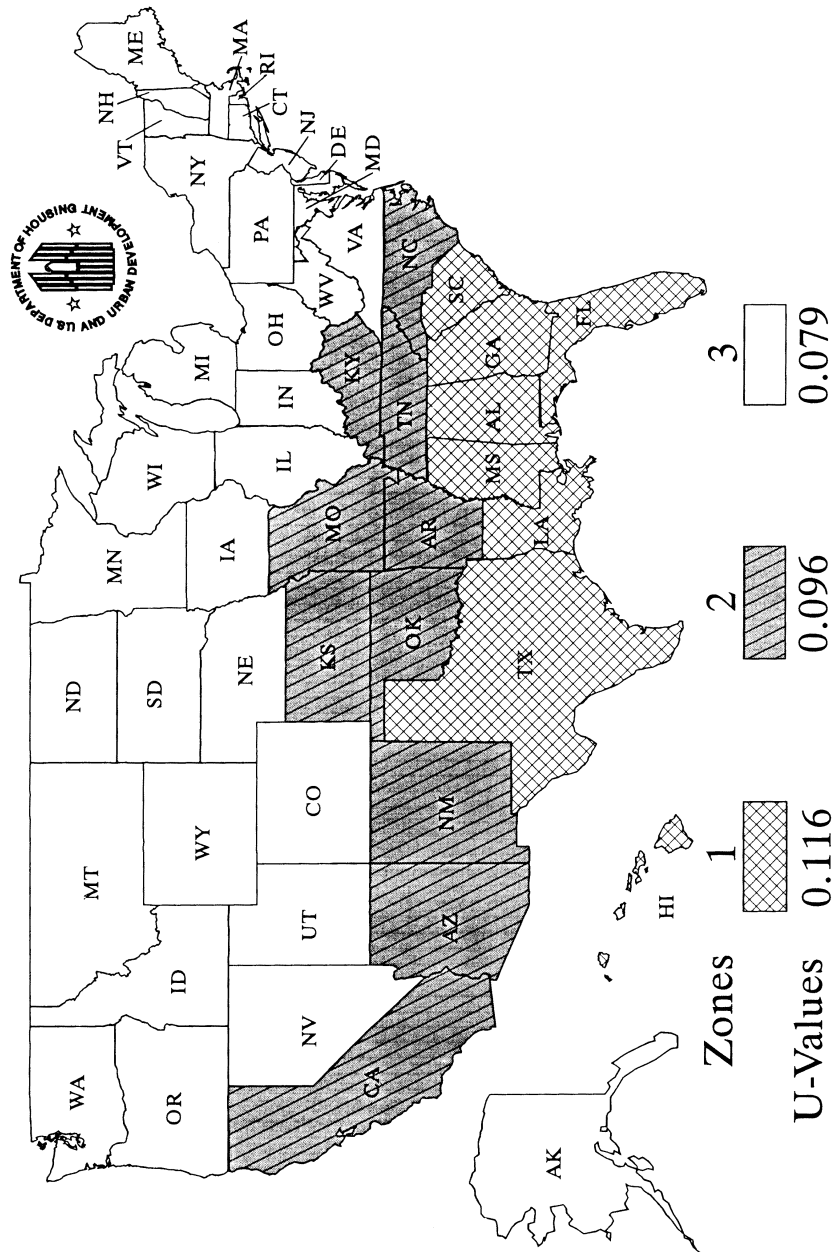 U.S. DEPARTMENT OF HOUSING
AND URBAN DEVELOPMENT
WA
OR
CA
NV
ID
MT
WY
UT
AZ
CO
NM
ND
SD
NE
KS
OK
TX
MN
IA
MO
AR
LA
WI
IL
MI
IN
OH
KY
TN
MS
AL
GA
FL
SC
NC
VA
WV
PA
NY
VT
NH
ME
MA
RI
CT
NJ
DE
MD
AK
HI
Zones 1 2 3
U-Values 0.116 0.096 0.079